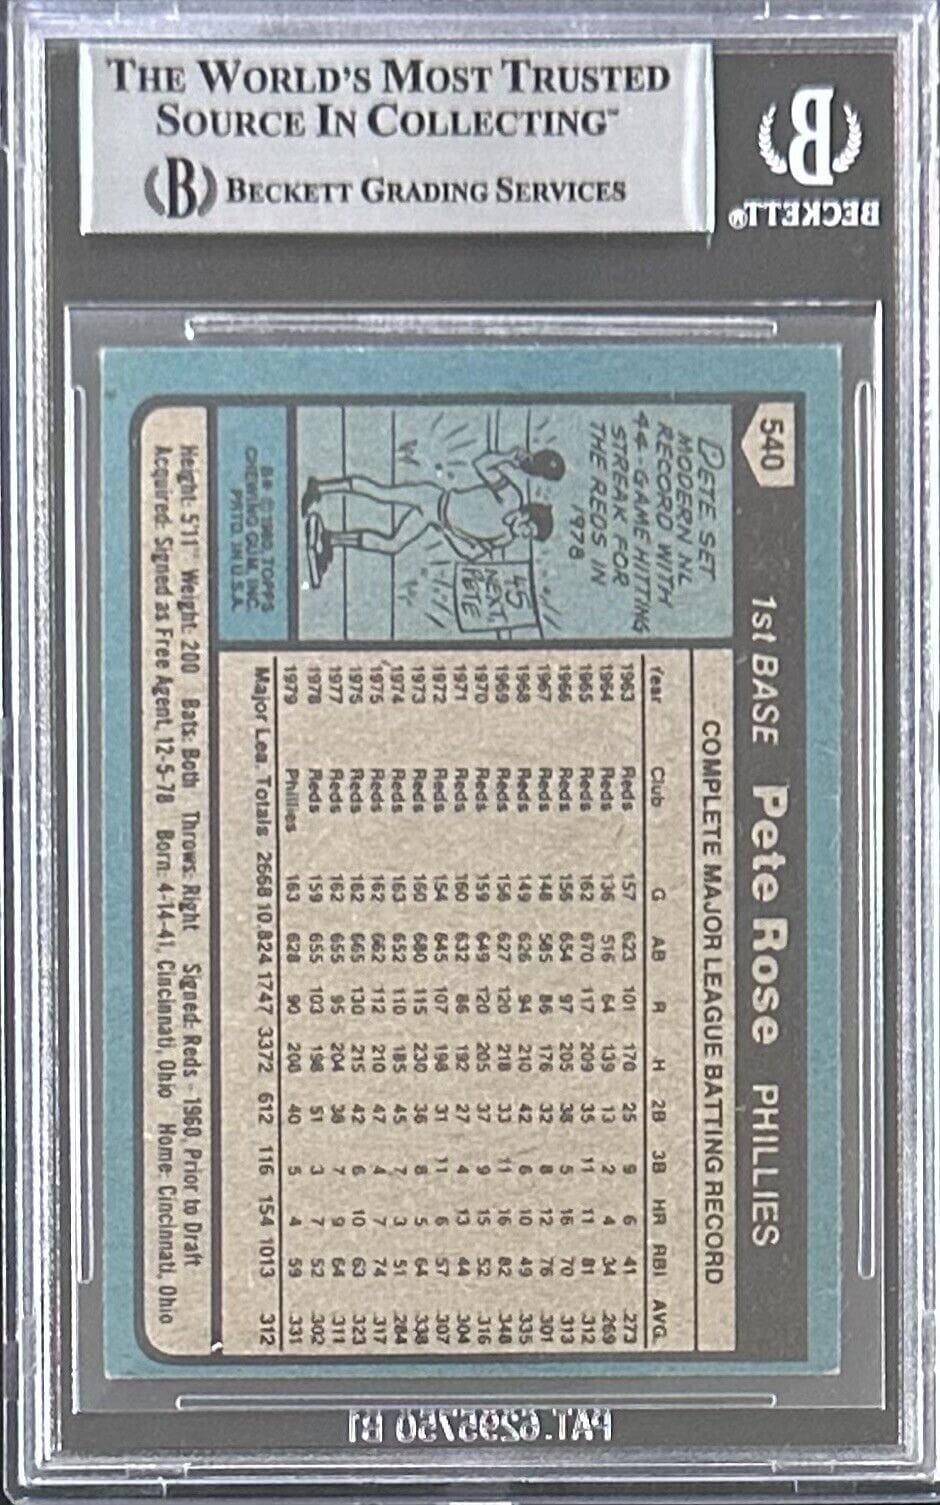 THE WORLD'S MOST TRUSTED
SOURCE IN COLLECTING™
B BECKETT GRADING SERVICES
B
BECKETT™
540 1st BASE Pete Rose PHILLIES
PETE SET
MODERN NL
RECORD WITH
44-GAME HITTING
STREAK FOR
THE REDS IN
1978
45
NEXT,
PETE
B* © 1980 TOPPS
CHEWING GUM, INC.
PRTD. IN U.S.A.
COMPLETE MAJOR LEAGUE BATTING RECORD
Year Club G AB R H 2B 3B HR RBI AVG.
1963 Reds 157 623 101 170 25 9 6 41 .273
1964 Reds 136 516 64 139 13 2 4 34 .269
1965 Reds 162 670 117 209 35 11 11 81 .312
1966 Reds 156 654 97 205 38 5 16 70 .313
1967 Reds 148 585 86 176 32 8 12 76 .301
1968 Reds 149 626 94 210 42 6 10 49 .335
1969 Reds 156 627 120 218 33 11 16 82 .348
1970 Reds 159 649 120 205 37 9 15 52 .316
1971 Reds 160 632 86 192 27 4 13 44 .304
1972 Reds 154 645 107 198 31 11 6 57 .307
1973 Reds 160 680 115 230 36 8 5 64 .338
1974 Reds 163 652 110 185 45 7 3 51 .284
1975 Reds 162 662 112 210 47 4 7 74 .317
1976 Reds 162 665 130 215 42 6 10 63 .323
1977 Reds 162 655 95 204 38 7 9 64 .311
1978 Reds 159 655 103 198 51 3 7 52 .302
1979 Phillies 163 628 90 208 40 5 4 59 .331
Major Lea. Totals 2668 10,824 1747 3372 612 116 154 1013 .312
Height: 5'11" Weight: 200 Bats: Both Throws: Right Signed: Reds - 1960, Prior to Draft
Acquired: Signed as Free Agent, 12-5-78 Born: 4-14-41, Cincinnati, Ohio Home: Cincinnati, Ohio